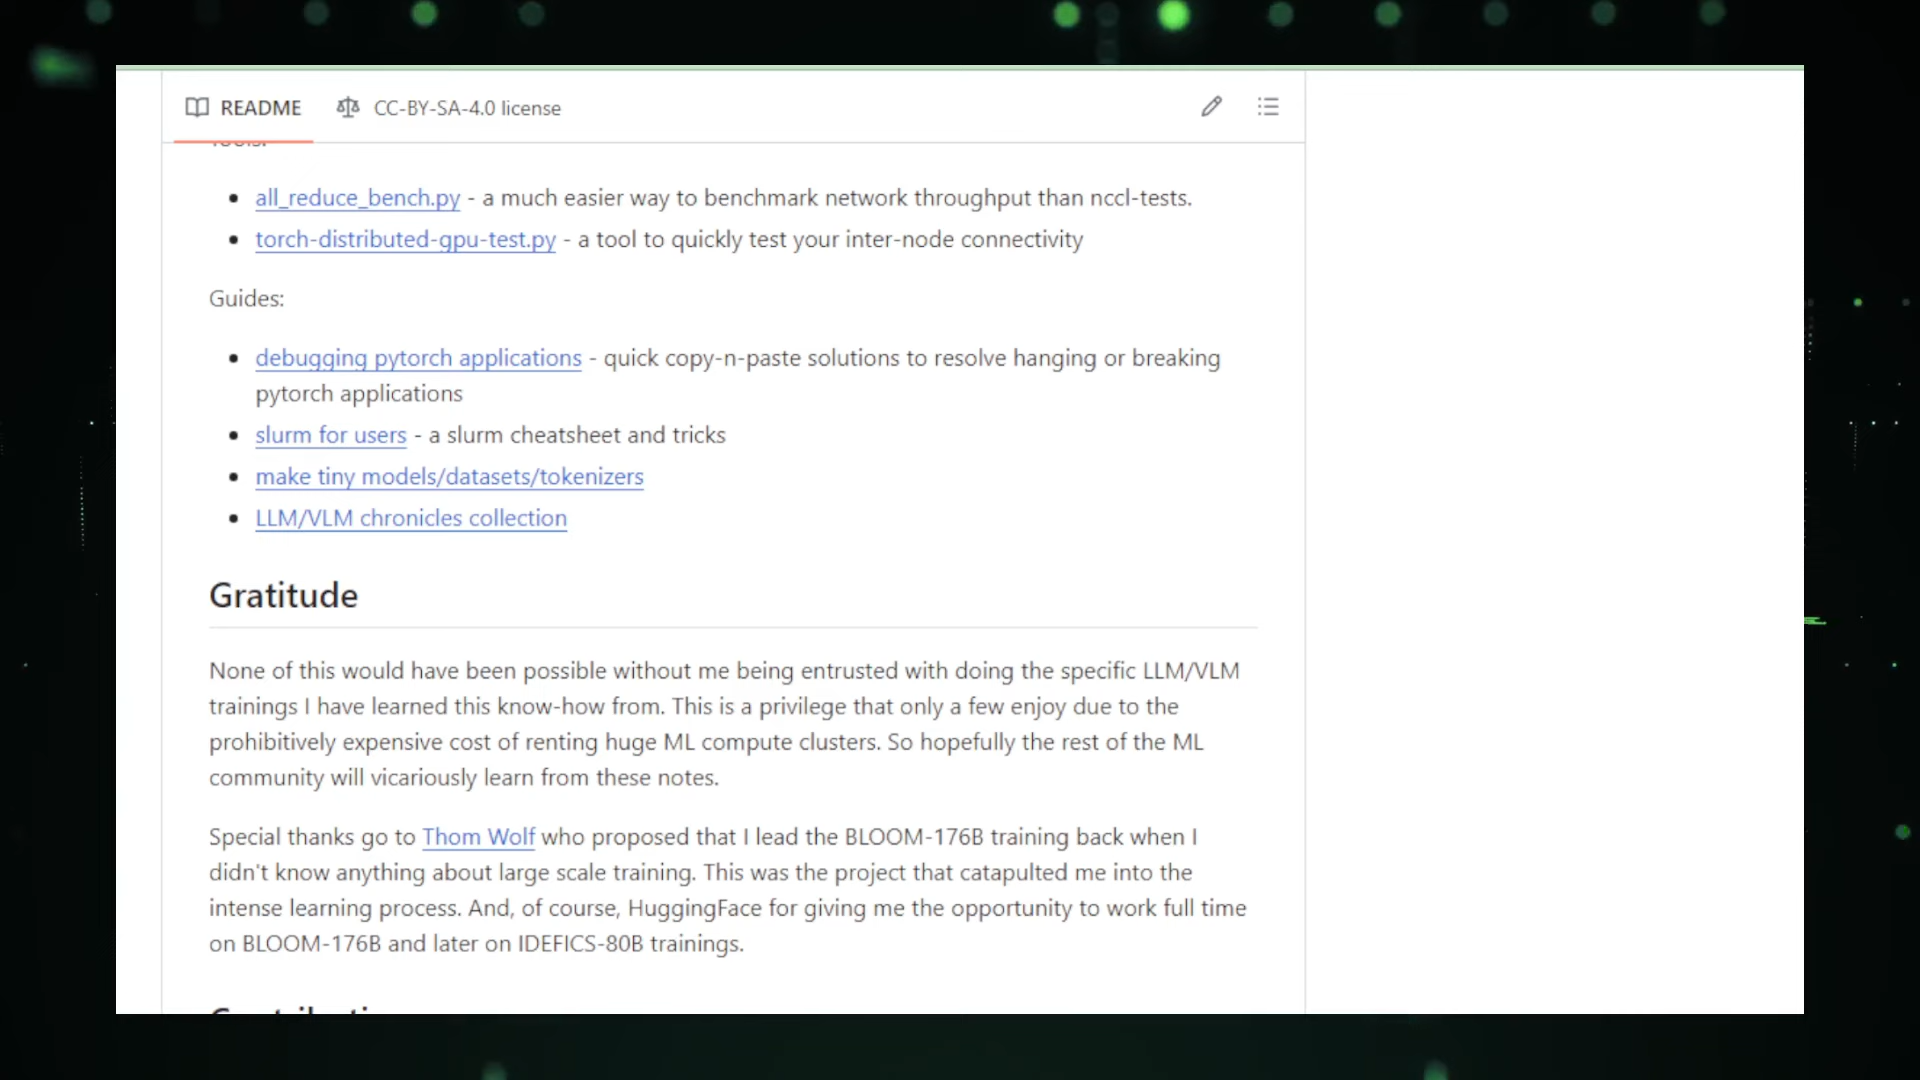 README
CC-BY-SA-4.0 license
all_reduce_bench.py - a much easier way to benchmark network throughput than nccl-tests.
torch-distributed-gpu-test.py - a tool to quickly test your inter-node connectivity
Guides:
debugging pytorch applications - quick copy-n-paste solutions to resolve hanging or breaking
pytorch applications
slurm for users - a slurm cheatsheet and tricks
make tiny models/datasets/tokenizers
LLM/VLM chronicles collection
Gratitude
None of this would have been possible without me being entrusted with doing the specific LLM/VLM
trainings I have learned this know-how from. This is a privilege that only a few enjoy due to the
prohibitively expensive cost of renting huge ML compute clusters. So hopefully the rest of the ML
community will vicariously learn from these notes.
Special thanks go to Thom Wolf who proposed that I lead the BLOOM-176B training back when I
didn't know anything about large scale training. This was the project that catapulted me into the
intense learning process. And, of course, HuggingFace for giving me the opportunity to work full time
on BLOOM-176B and later on IDEFICS-80B trainings.